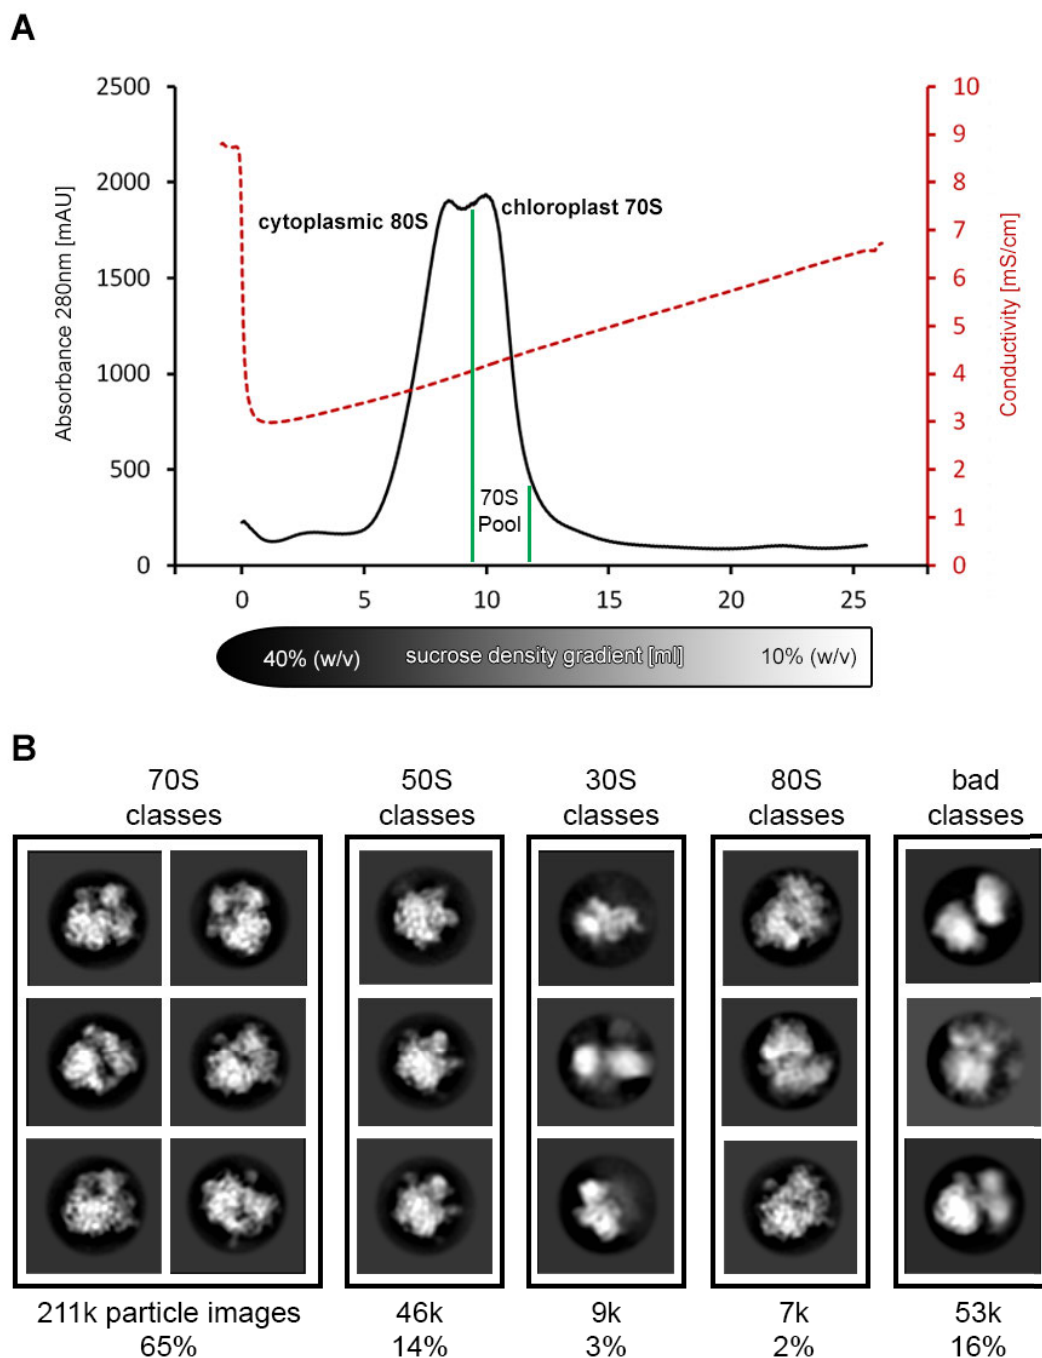 A
2500
2000
1500
1000
500
0
Absorbance 280nm [mAU]
cytoplasmic 80S
chloroplast 70S
70S
Pool
10
9
8
7
6
5
4
3
2
1
0
Conductivity [mS/cm]
0 5 10 15 20 25
40% (w/v) sucrose density gradient [ml] 10% (w/v)
B
70S
classes
50S
classes
30S
classes
80S
classes
bad
classes
211k particle images
65%
46k
14%
9k
3%
7k
2%
53k
16%